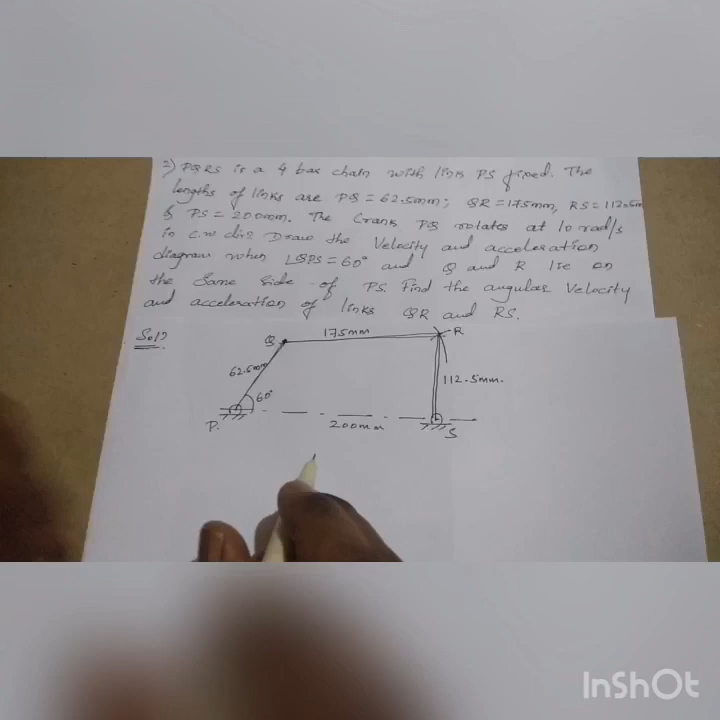 2) PQRS is a 4 bar chain with link PS fixed. The
lengths of links are PQ = 62.5mm; QR = 175mm, RS = 112.5m
& PS = 200mm. The Crank PQ rotates at 10 rad/s
in c.w dir. Draw the Velocity and acceleration
diagram when ∠QPS = 60° and Q and R lie on
the Same Side of PS. Find the angular Velocity
and acceleration of links QR and RS.
Sol?
Q
175mm
R
62.5mm
60°
112.5mm.
P.
200mm
S
InShOt